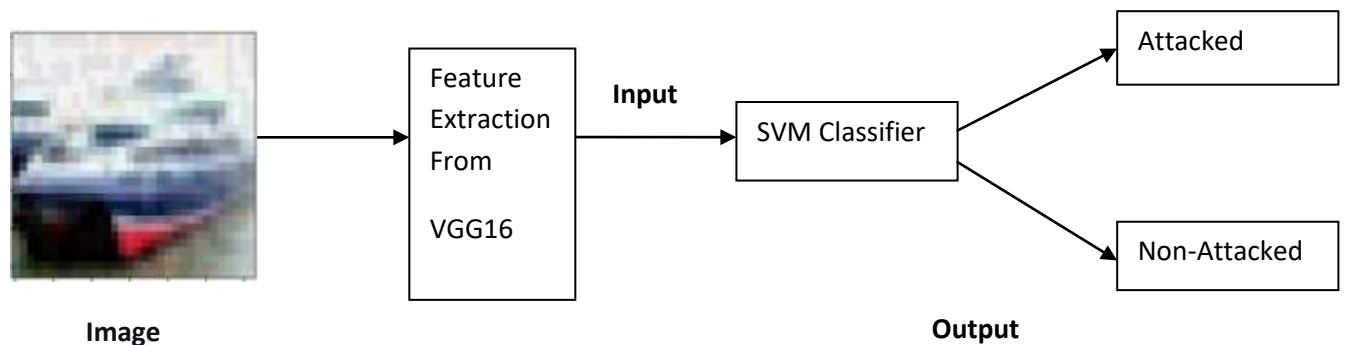 Image
Feature
Extraction
From
VGG16
Input
SVM Classifier
Attacked
Non-Attacked
Output